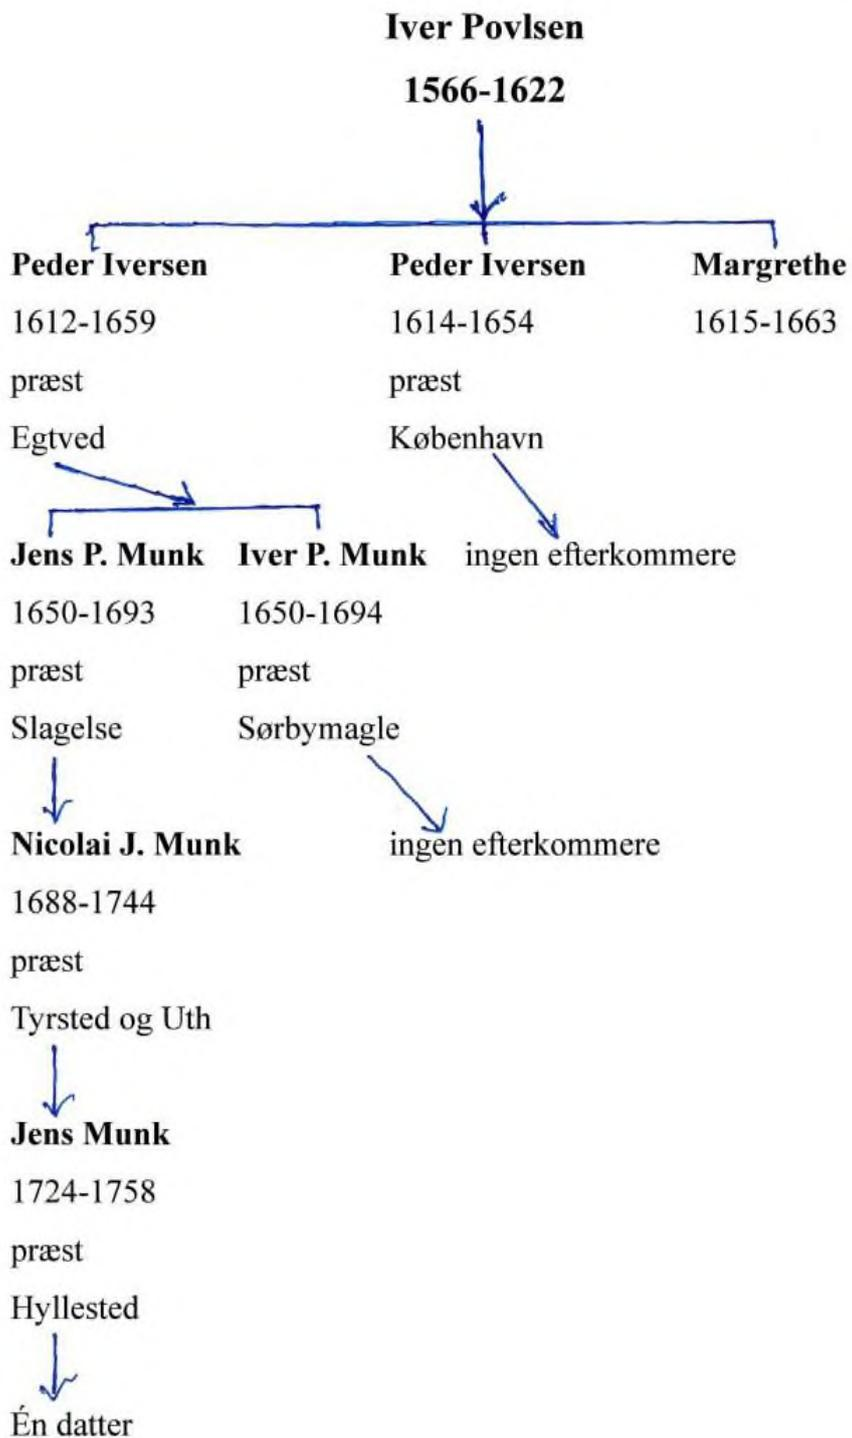 Iver Povlsen
1566-1622
Peder Iversen Peder Iversen Margrethe
1612-1659 1614-1654 1615-1663
præst præst
Egtved København
Jens P. Munk Iver P. Munk ingen efterkommere
1650-1693 1650-1694
præst præst
Slagelse Sørbymagle
Nicolai J. Munk ingen efterkommere
1688-1744
præst
Tyrsted og Uth
Jens Munk
1724-1758
præst
Hyllested
Én datter